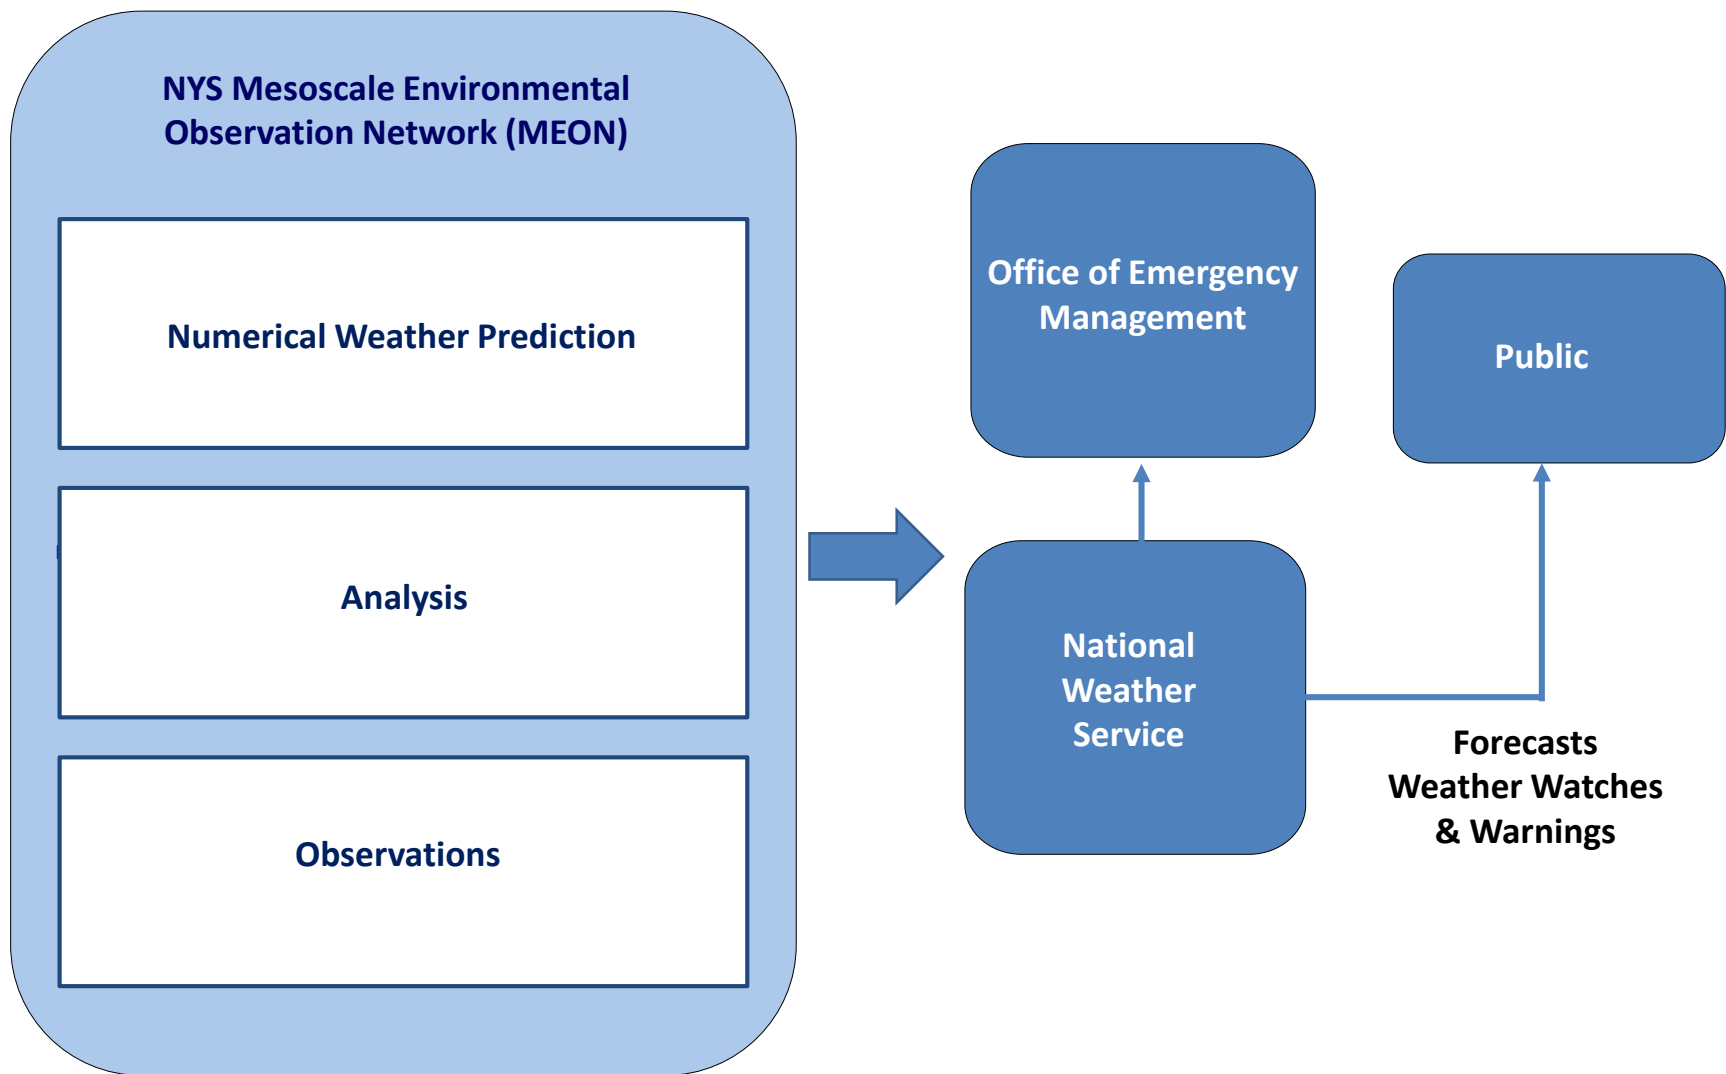 NYS Mesoscale Environmental
Observation Network (MEON)
Numerical Weather Prediction
Analysis
Observations
Office of Emergency
Management
Public
National
Weather
Service
Forecasts
Weather Watches
& Warnings